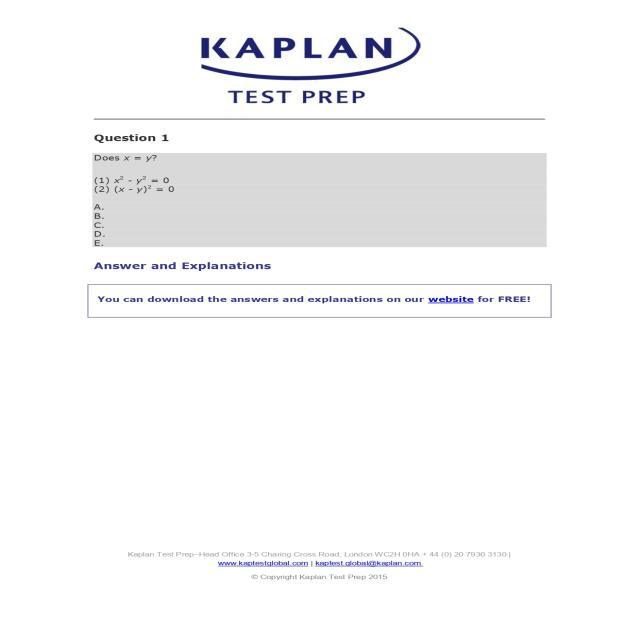 KAPLAN
TEST PREP
Question 1
Does x = y?
(1) x² - y² = 0
(2) (x - y)² = 0
A.
B.
C.
D.
E.
Answer and Explanations
You can download the answers and explanations on our website for FREE!
Kaplan Test Prep–Head Office 3-5 Charing Cross Road, London WC2H 0HA + 44 (0) 20 7930 3130 |
www.kaptestglobal.com | kaptest.global@kaplan.com
© Copyright Kaplan Test Prep 2015